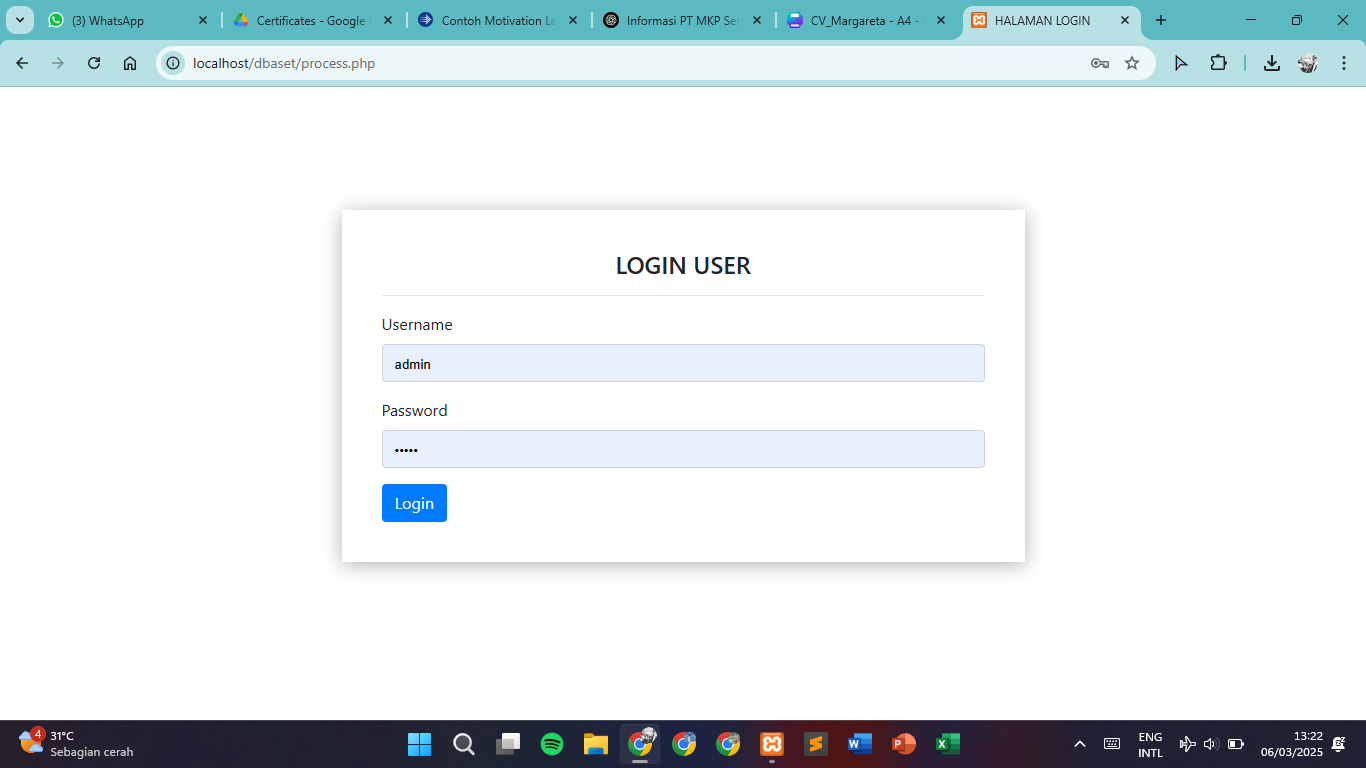 (3) WhatsApp
Certificates - Google
Contoh Motivation Le
Informasi PT MKP Se
CV_Margareta - A4 -
HALAMAN LOGIN
localhost/dbaset/process.php
LOGIN USER
Username
admin
Password
•••••
Login
4
31°C
Sebagian cerah
ENG
INTL
13:22
06/03/2025